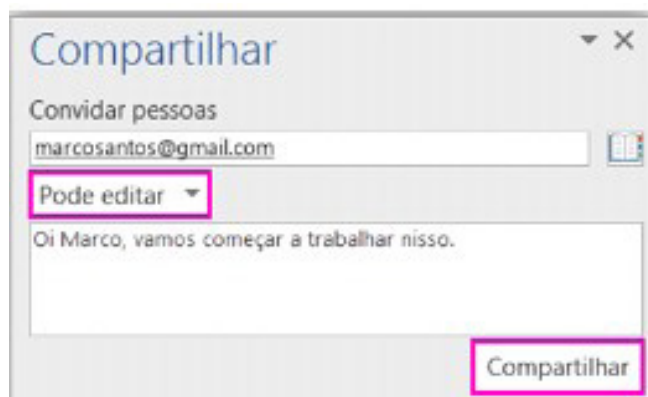 Compartilhar
Convidar pessoas
marcosantos@gmail.com
Pode editar
Oi Marco, vamos começar a trabalhar nisso.
Compartilhar